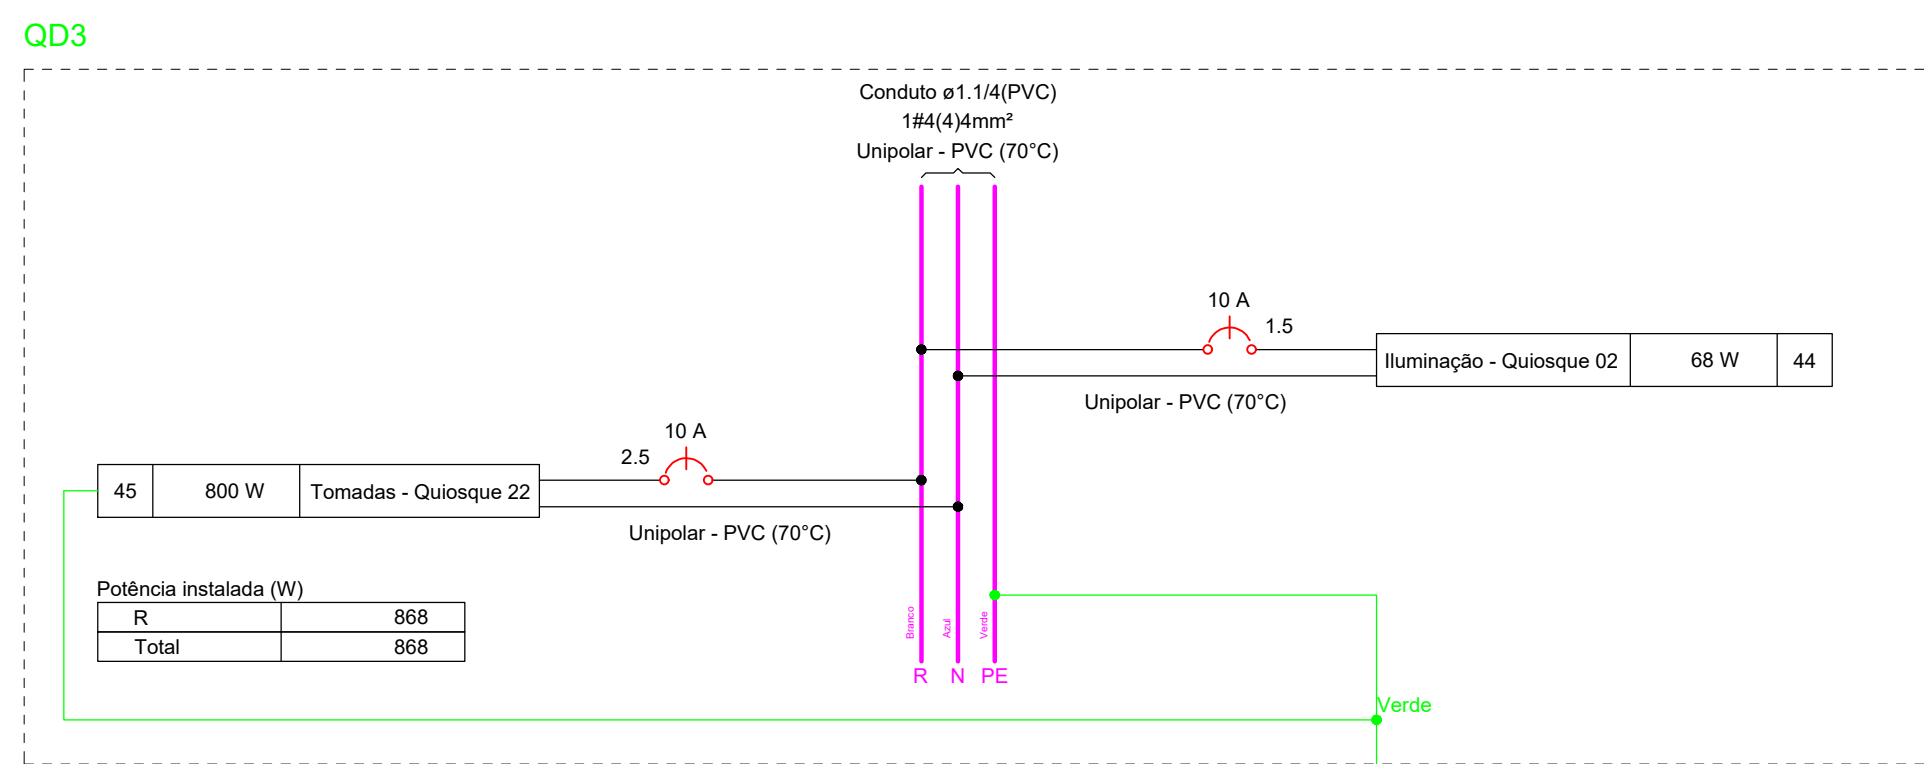 QD3
Conduto ø1.1/4(PVC)
1#4(4)4mm²
Unipolar - PVC (70°C)
10 A
1.5
Iluminação - Quiosque 02 68 W 44
Unipolar - PVC (70°C)
10 A
2.5
45 800 W Tomadas - Quiosque 22
Unipolar - PVC (70°C)
Potência instalada (W)
R 868
Total 868
Branco
Azul
Verde
R N PE
Verde